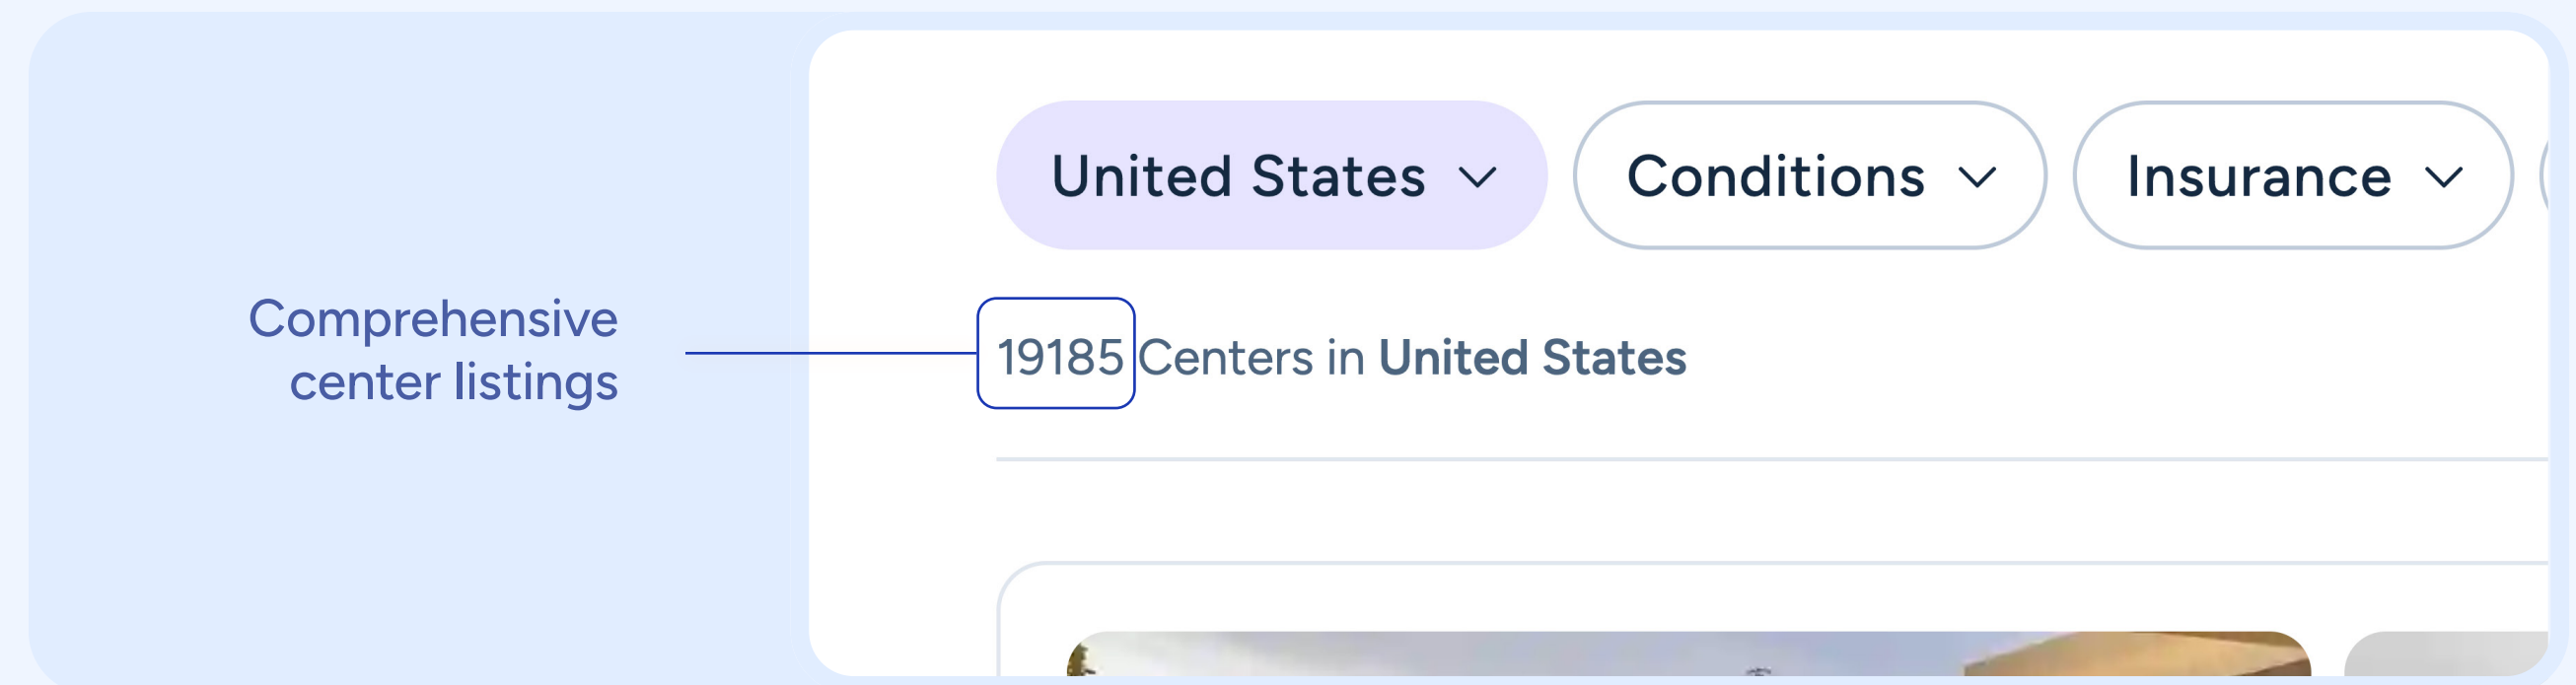 United States
Conditions
Insurance
Comprehensive
center listings
19185 Centers in United States